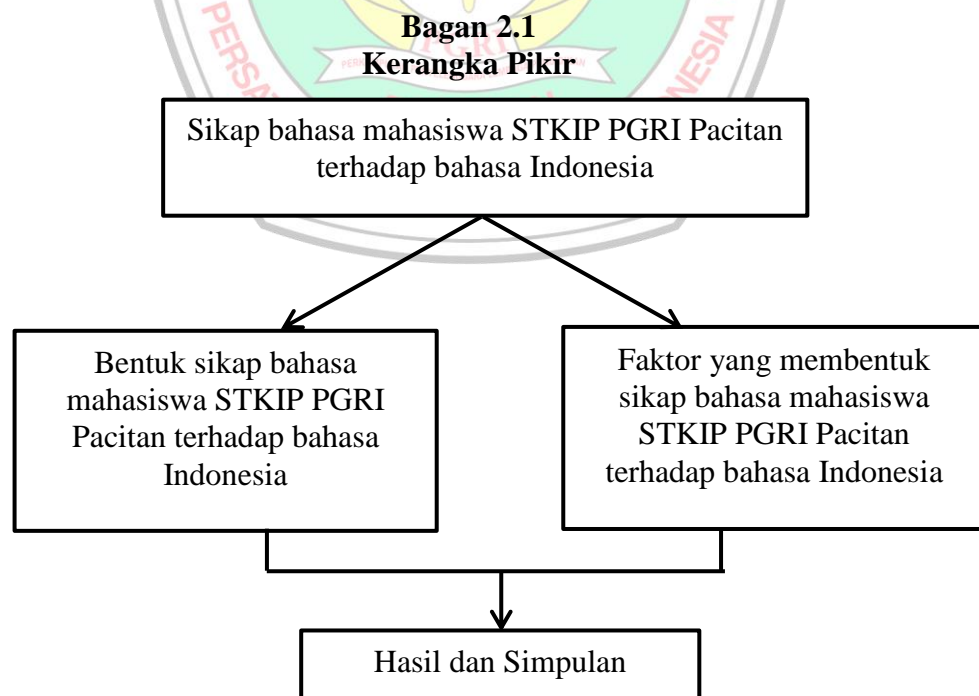 Bagan 2.1
PGRI
Kerangka Pikir
Sikap bahasa mahasiswa STKIP PGRI Pacitan
terhadap bahasa Indonesia
Bentuk sikap bahasa
mahasiswa STKIP PGRI
Pacitan terhadap bahasa
Indonesia
Faktor yang membentuk
sikap bahasa mahasiswa
STKIP PGRI Pacitan
terhadap bahasa Indonesia
Hasil dan Simpulan